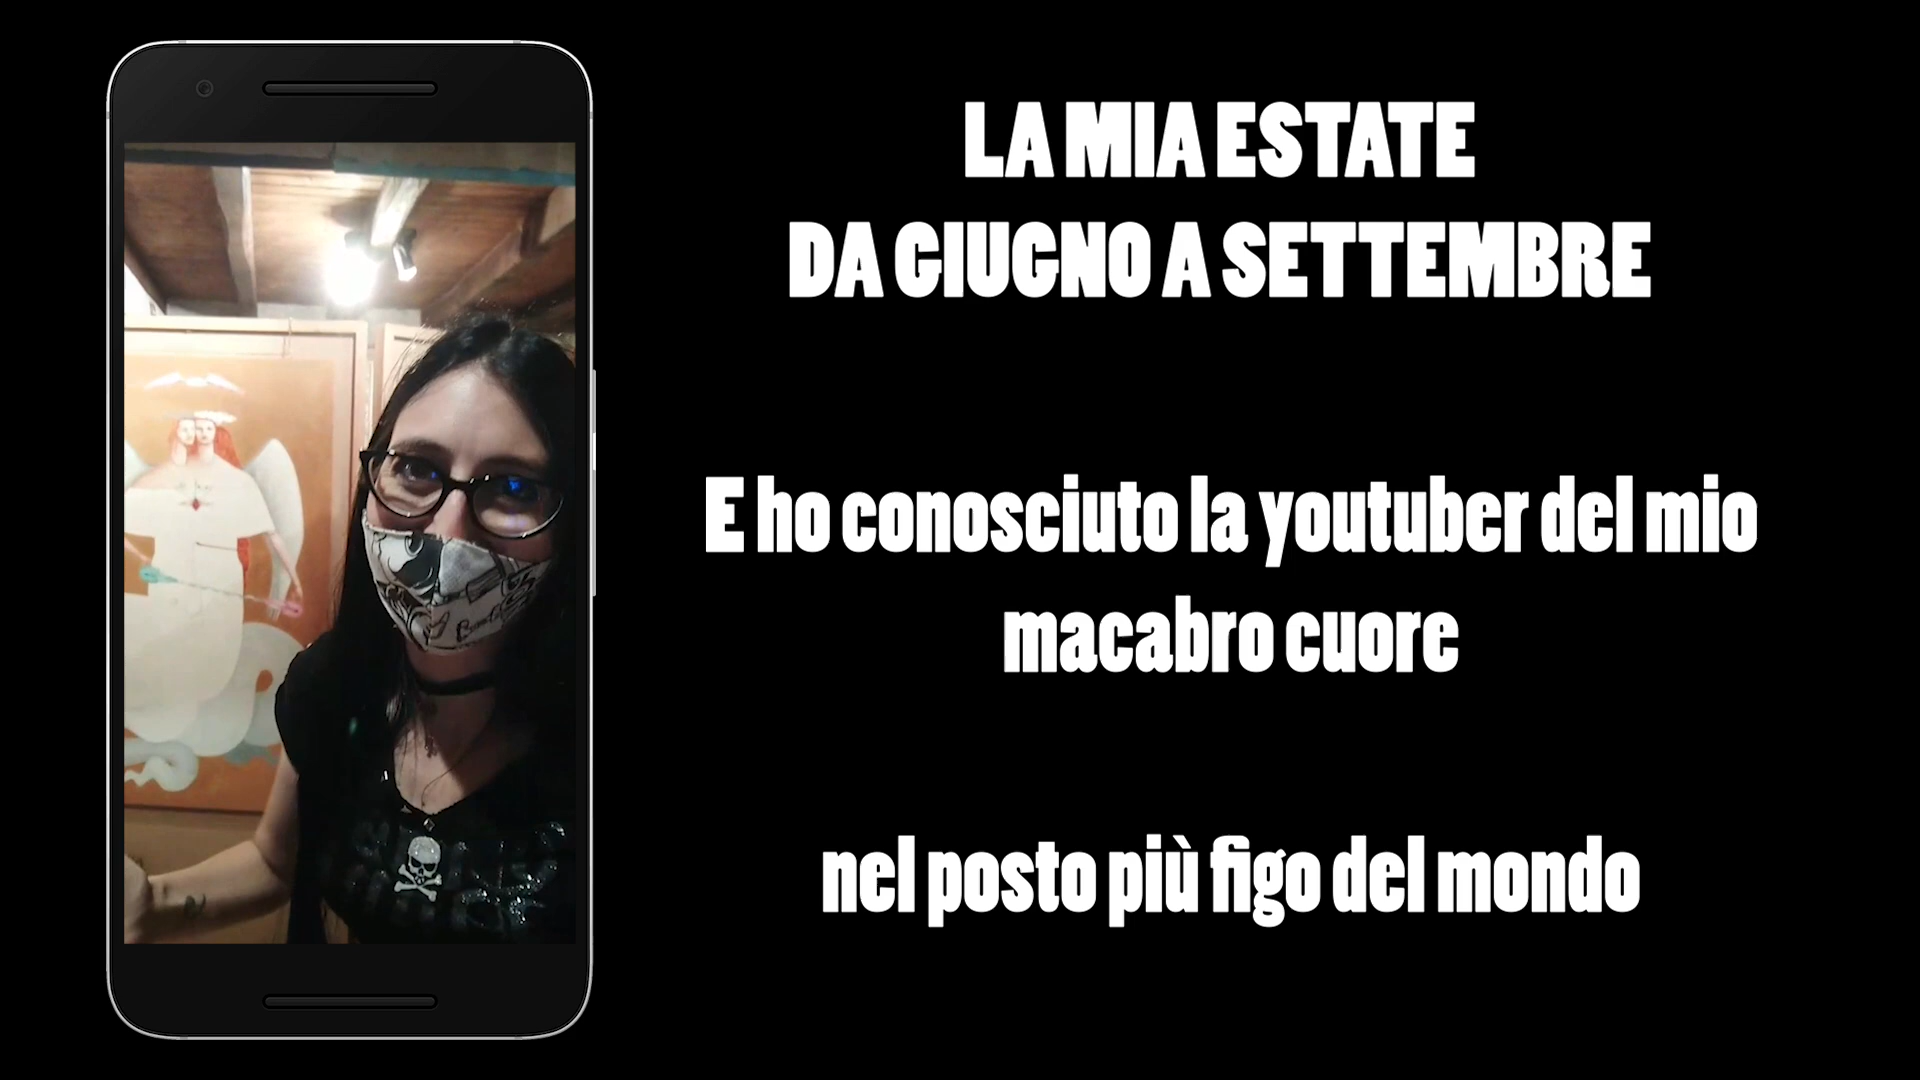 LA MIA ESTATE
DA GIUGNO A SETTEMBRE
E ho conosciuto la youtuber del mio
macabro cuore
nel posto più figo del mondo